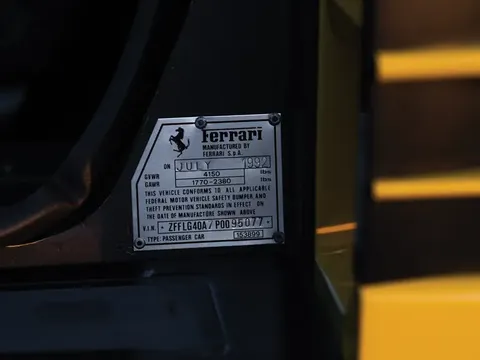 Ferrari
MANUFACTURED BY
FERRARI S.p.A.
ON JULY 1992
GVWR 4150 lbs
GAWR 1770-2380 lbs
THIS VEHICLE CONFORMS TO ALL APPLICABLE
FEDERAL MOTOR VEHICLE SAFETY BUMPER AND
THEFT PREVENTION STANDARDS IN EFFECT ON
THE DATE OF MANUFACTURE SHOWN ABOVE
V.I.N. * ZFFLG40A/P0095077 *
TYPE: PASSENGER CAR 153899